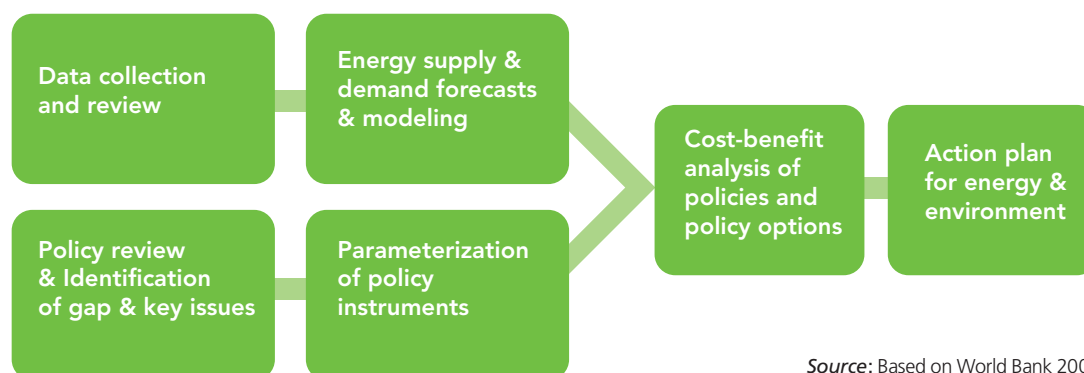 Data collection
and review
Energy supply &
demand forecasts
& modeling
Cost-benefit
analysis of
policies and
policy options
Action plan
for energy &
environment
Policy review
& Identification
of gap & key issues
Parameterization
of policy
instruments
Source: Based on World Bank